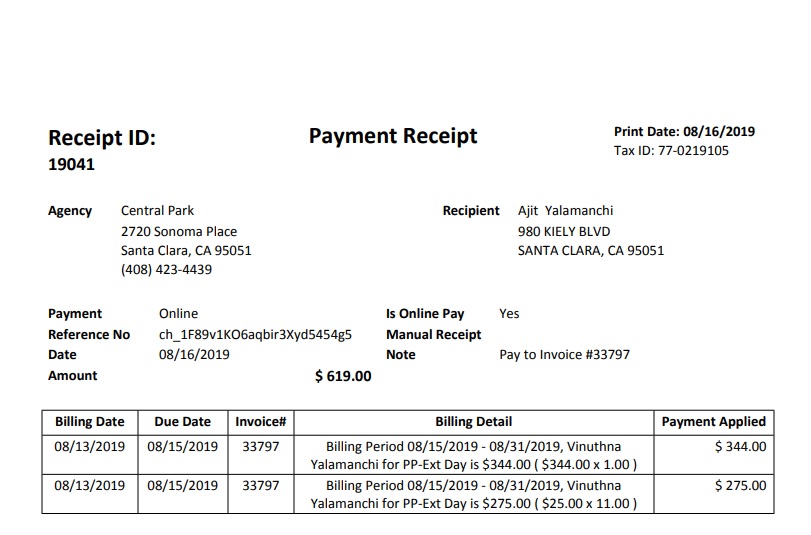 Receipt ID:
19041
Payment Receipt
Print Date: 08/16/2019
Tax ID: 77-0219105
Agency Central Park
2720 Sonoma Place
Santa Clara, CA 95051
(408) 423-4439
Recipient Ajit Yalamanchi
980 KIELY BLVD
SANTA CLARA, CA 95051
Payment Online Is Online Pay Yes
Reference No ch_1F89v1KO6aqbir3Xyd5454g5 Manual Receipt
Date 08/16/2019 Note Pay to Invoice #33797
Amount $ 619.00
Billing Date Due Date Invoice# Billing Detail Payment Applied
08/13/2019 08/15/2019 33797 Billing Period 08/15/2019 - 08/31/2019, Vinuthna $ 344.00
Yalamanchi for PP-Ext Day is $344.00 ( $344.00 x 1.00 )
08/13/2019 08/15/2019 33797 Billing Period 08/15/2019 - 08/31/2019, Vinuthna $ 275.00
Yalamanchi for PP-Ext Day is $275.00 ( $25.00 x 11.00 )